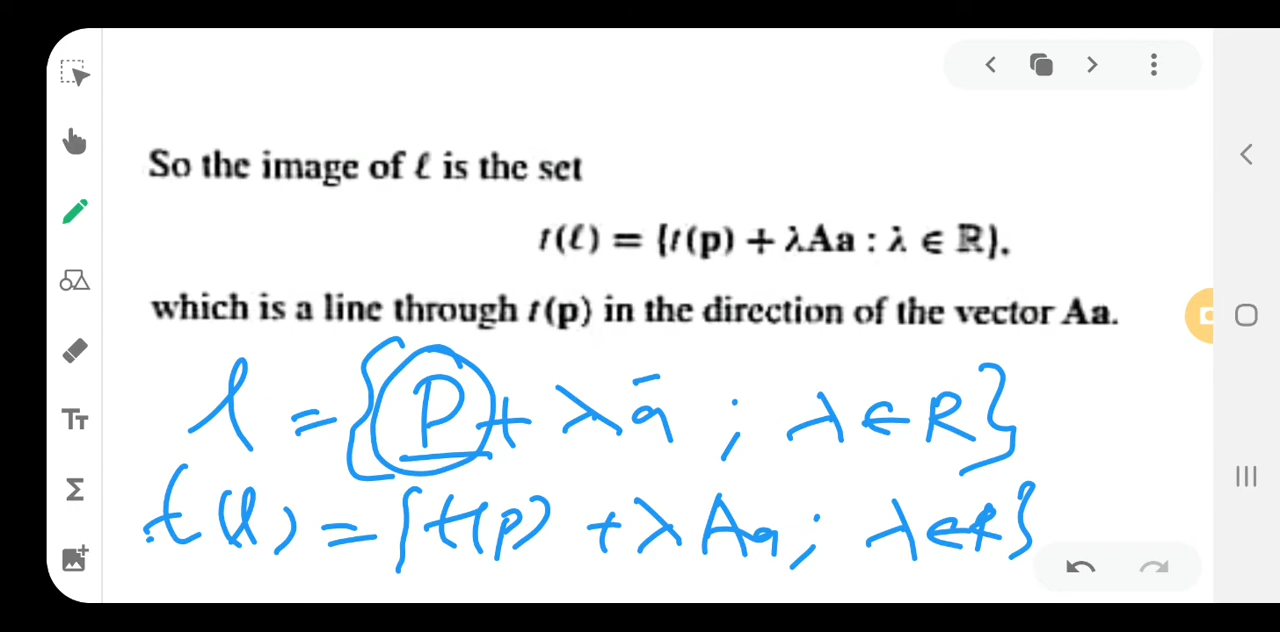 So the image of ℓ is the set
t(ℓ) = {t(p) + λAa : λ ∈ ℝ}.
which is a line through t(p) in the direction of the vector Aa.
l = {P + λā ; λ ∈ R}
t(l) = {t(p) + λAa ; λ ∈ R}
TT
Σ